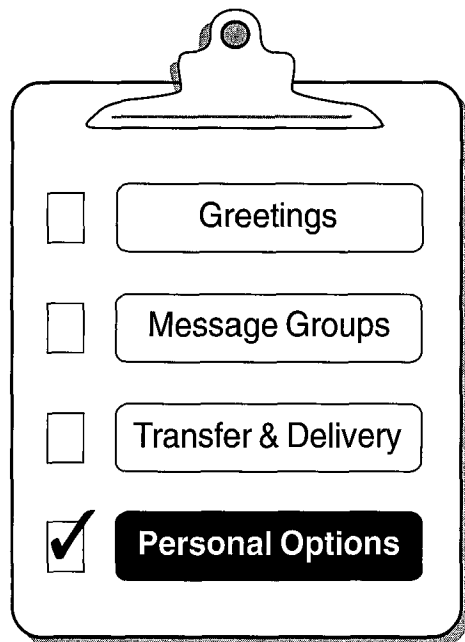 Greetings
Message Groups
Transfer & Delivery
Personal Options